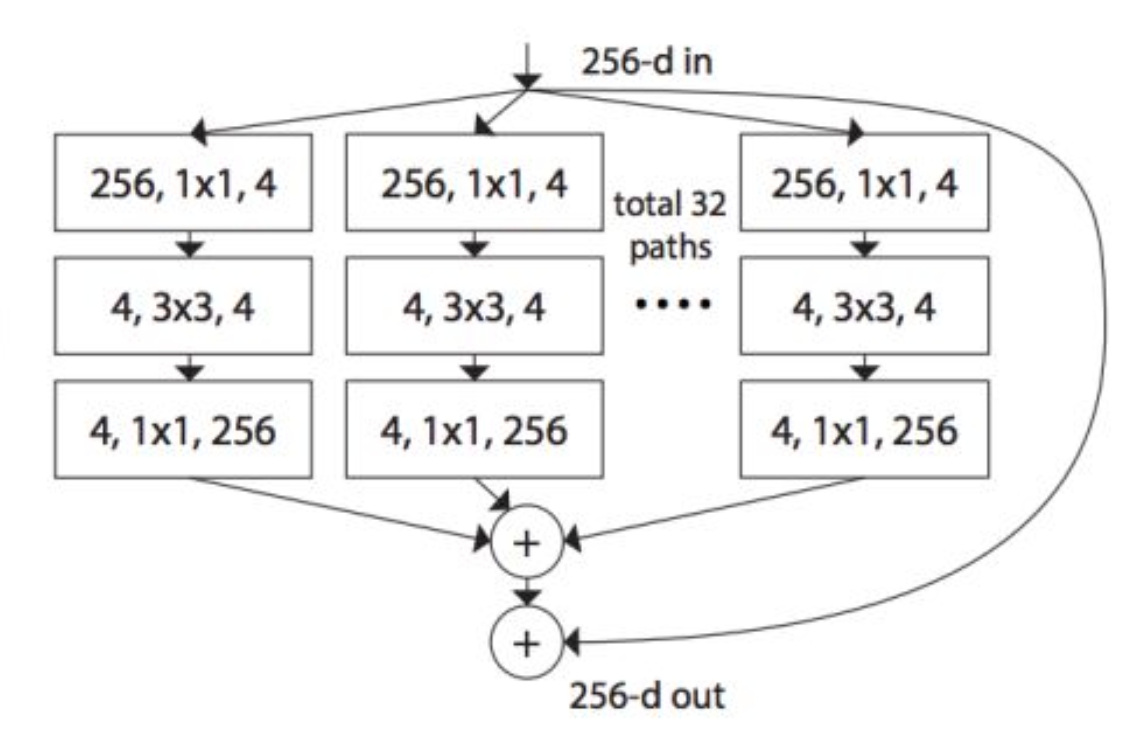 256-d in
256, 1x1, 4
256, 1x1, 4
total 32
paths
256, 1x1, 4
4, 3x3, 4
4, 3x3, 4
....
4, 3x3, 4
4, 1x1, 256
4, 1x1, 256
4, 1x1, 256
+
+
256-d out